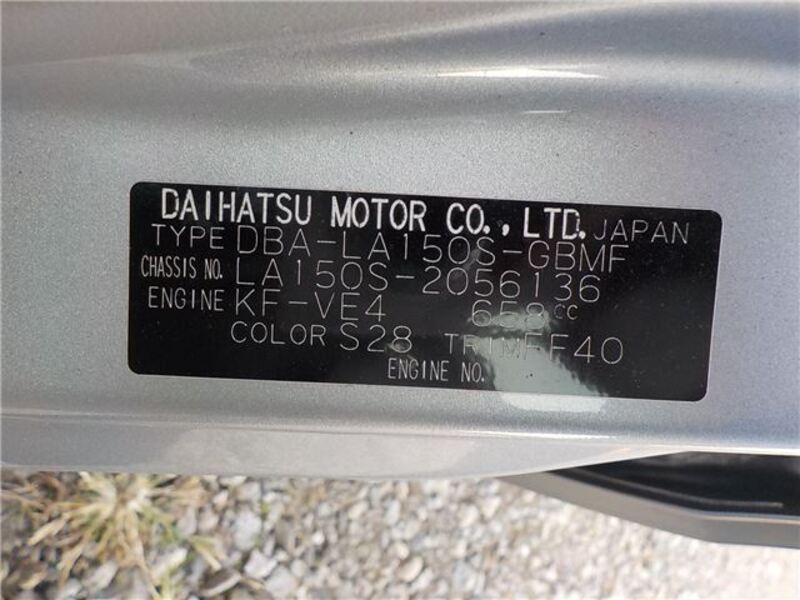 DAIHATSU MOTOR CO., LTD. JAPAN
TYPE DBA-LA150S-GBMF
CHASSIS NO. LA150S-2056136
ENGINE KF-VE4 658cc
COLOR S28 TRIM FF40
ENGINE NO.